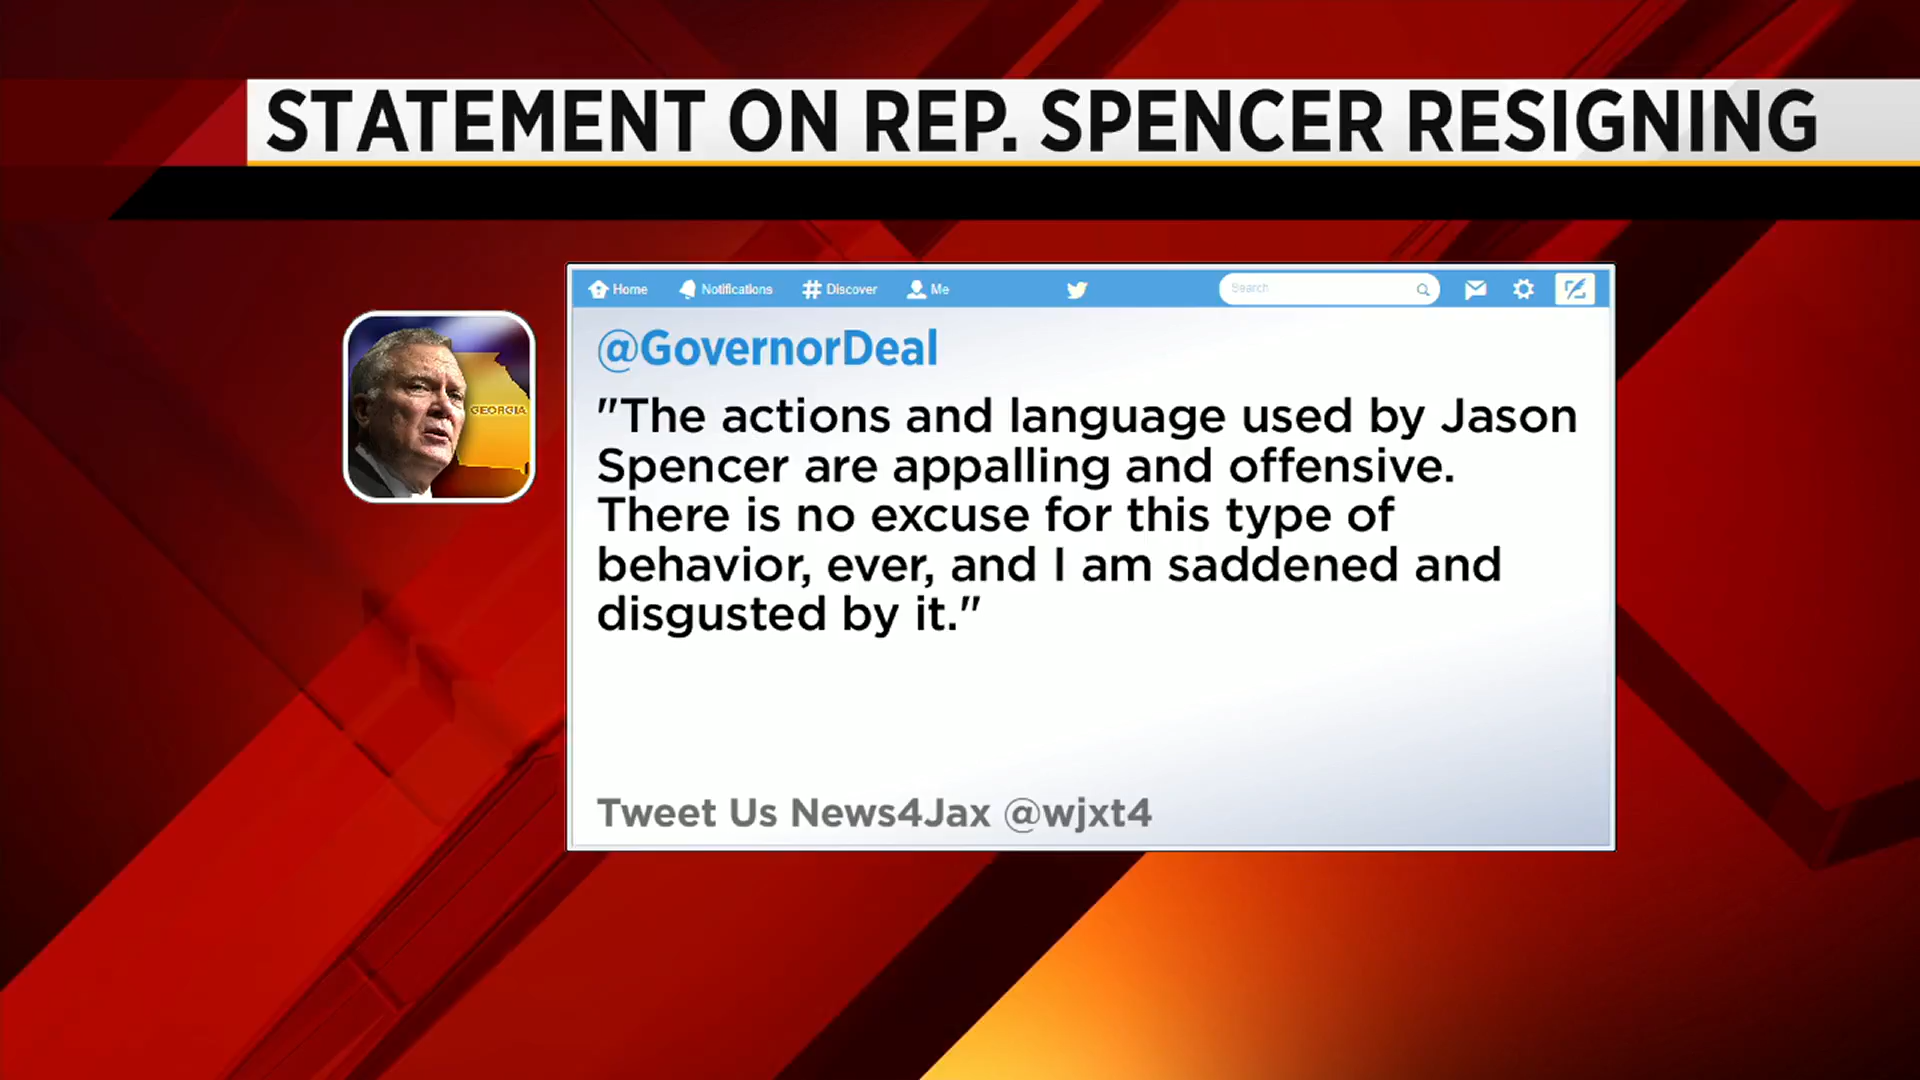 STATEMENT ON REP. SPENCER RESIGNING
Home Notifications Discover Me Search
GEORGIA
@GovernorDeal
"The actions and language used by Jason
Spencer are appalling and offensive.
There is no excuse for this type of
behavior, ever, and I am saddened and
disgusted by it."
Tweet Us News4Jax @wjxt4